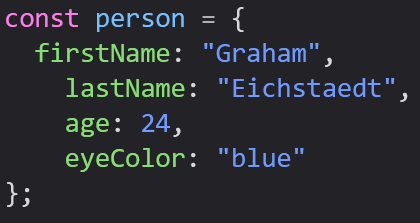 const person = {
  firstName: "Graham",
    lastName: "Eichstaedt",
    age: 24,
    eyeColor: "blue"
};